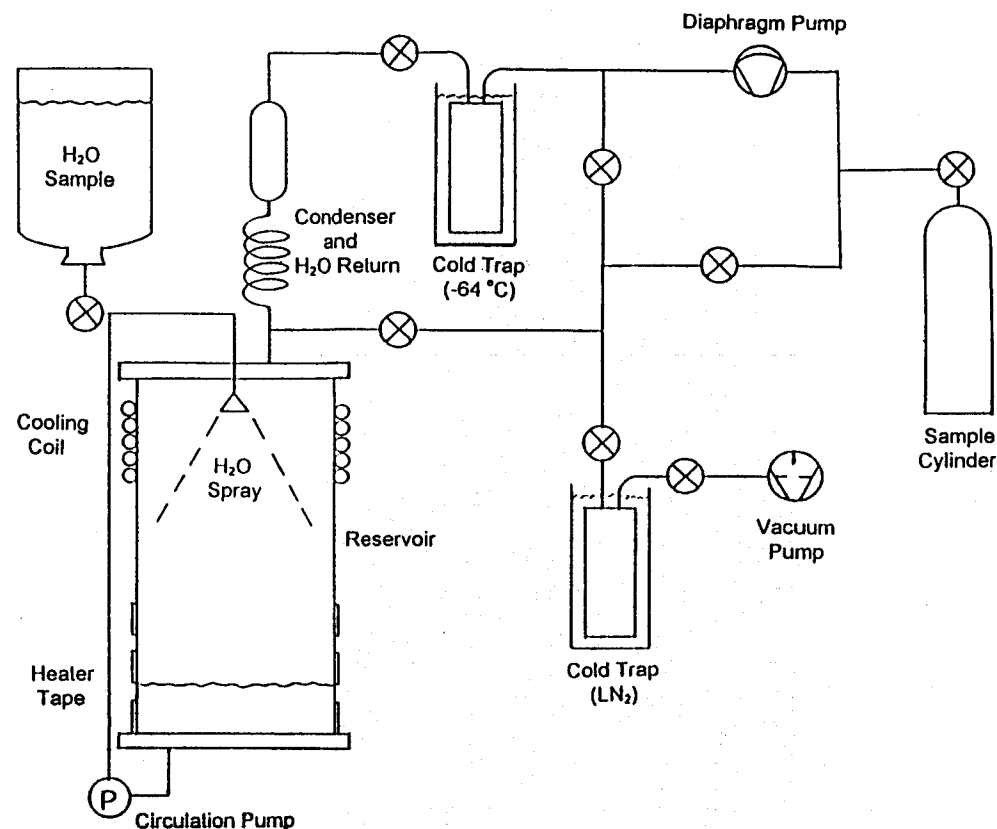 Diaphragm Pump
H₂O
Sample
Condenser
and
H₂O Return
Cold Trap
(-64 °C)
Cooling
Coil
H₂O
Spray
Reservoir
Sample
Cylinder
Vacuum
Pump
Heater
Tape
Cold Trap
(LN₂)
P
Circulation Pump